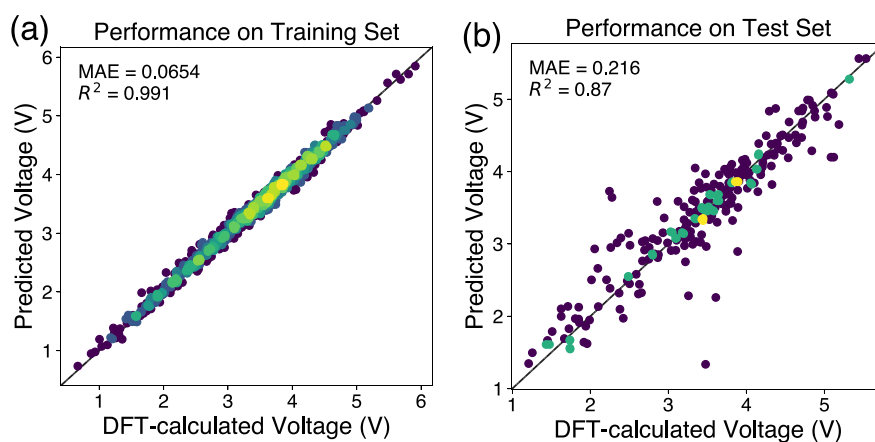 (a)
Performance on Training Set
MAE = 0.0654
R² = 0.991
Predicted Voltage (V)
6
5
4
3
2
1
1 2 3 4 5 6
DFT-calculated Voltage (V)
(b)
Performance on Test Set
MAE = 0.216
R² = 0.87
Predicted Voltage (V)
5
4
3
2
1
1 2 3 4 5
DFT-calculated Voltage (V)